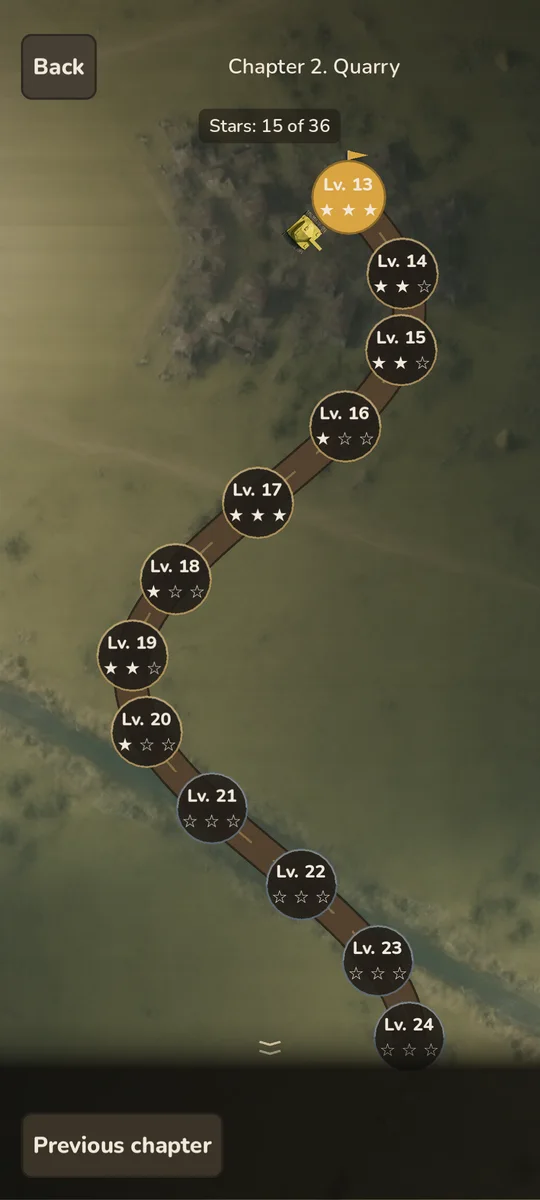 Back
Chapter 2. Quarry
Stars: 15 of 36
Lv. 13
★ ★ ★
Lv. 14
★ ★ ☆
Lv. 15
★ ★ ☆
Lv. 16
★ ☆ ☆
Lv. 17
★ ★ ★
Lv. 18
★ ☆ ☆
Lv. 19
★ ★ ☆
Lv. 20
★ ☆ ☆
Lv. 21
☆ ☆ ☆
Lv. 22
☆ ☆ ☆
Lv. 23
☆ ☆ ☆
Lv. 24
☆ ☆ ☆
Previous chapter